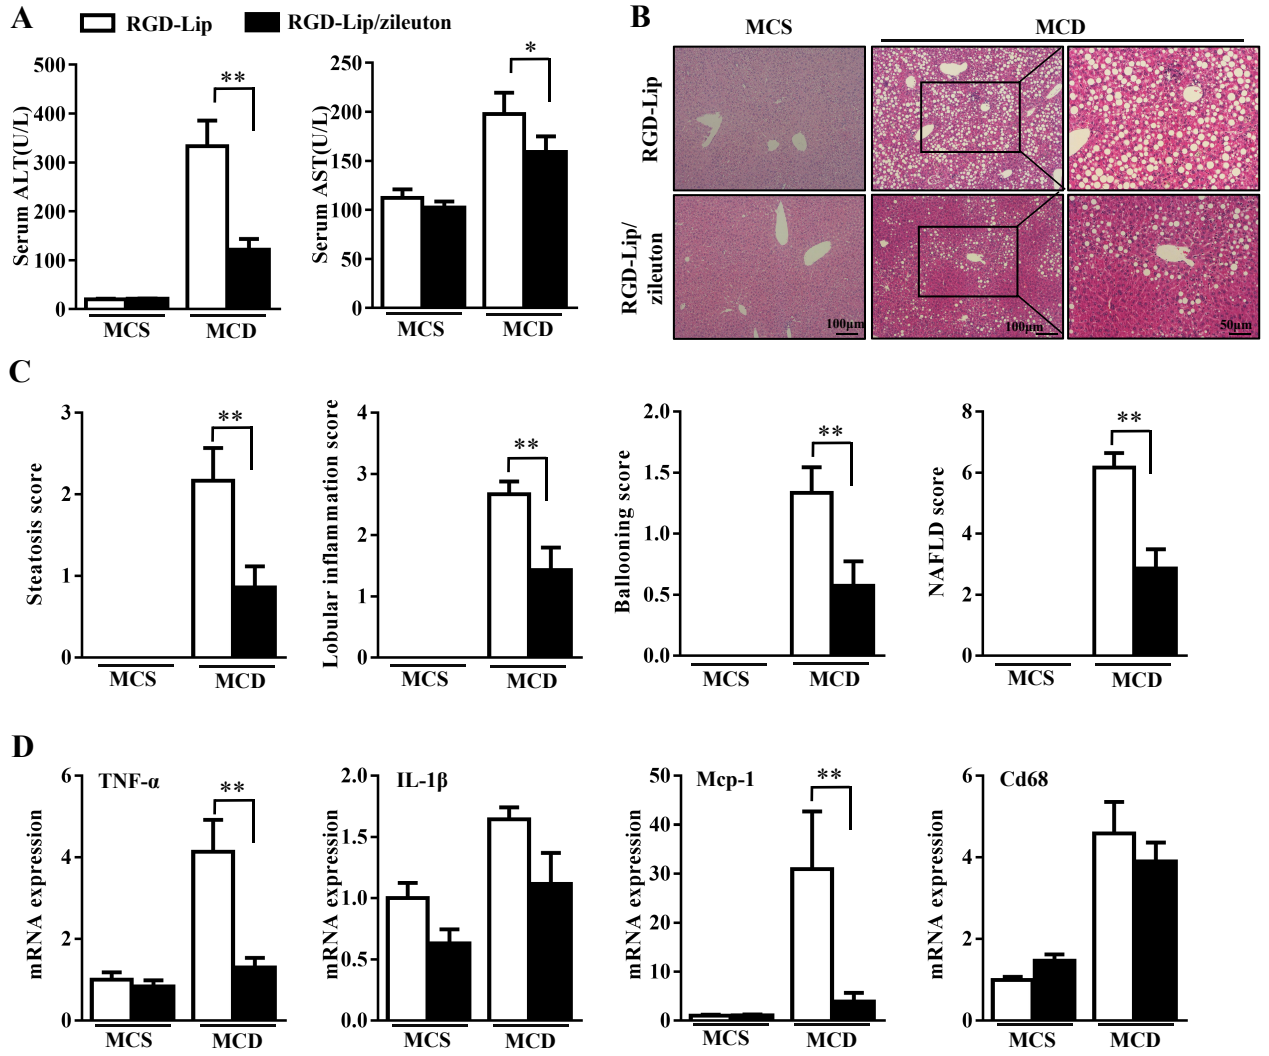 A
RGD-Lip
RGD-Lip/zileuton
Serum ALT(U/L)
500
400
300
200
100
0
**
MCS
MCD
Serum AST(U/L)
250
200
150
100
50
0
*
MCS
MCD
B
MCS
MCD
RGD-Lip
RGD-Lip/
zileuton
100μm
100μm
50μm
C
Steatosis score
3
2
1
0
**
MCS
MCD
Lobular inflammation score
4
3
2
1
0
**
MCS
MCD
Ballooning score
2.0
1.5
1.0
0.5
0.0
**
MCS
MCD
NAFLD score
8
6
4
2
0
**
MCS
MCD
D
TNF-α
mRNA expression
6
4
2
0
**
MCS
MCD
IL-1β
mRNA expression
2.0
1.5
1.0
0.5
0.0
MCS
MCD
Mcp-1
mRNA expression
50
40
30
20
10
0
**
MCS
MCD
Cd68
mRNA expression
6
4
2
0
MCS
MCD